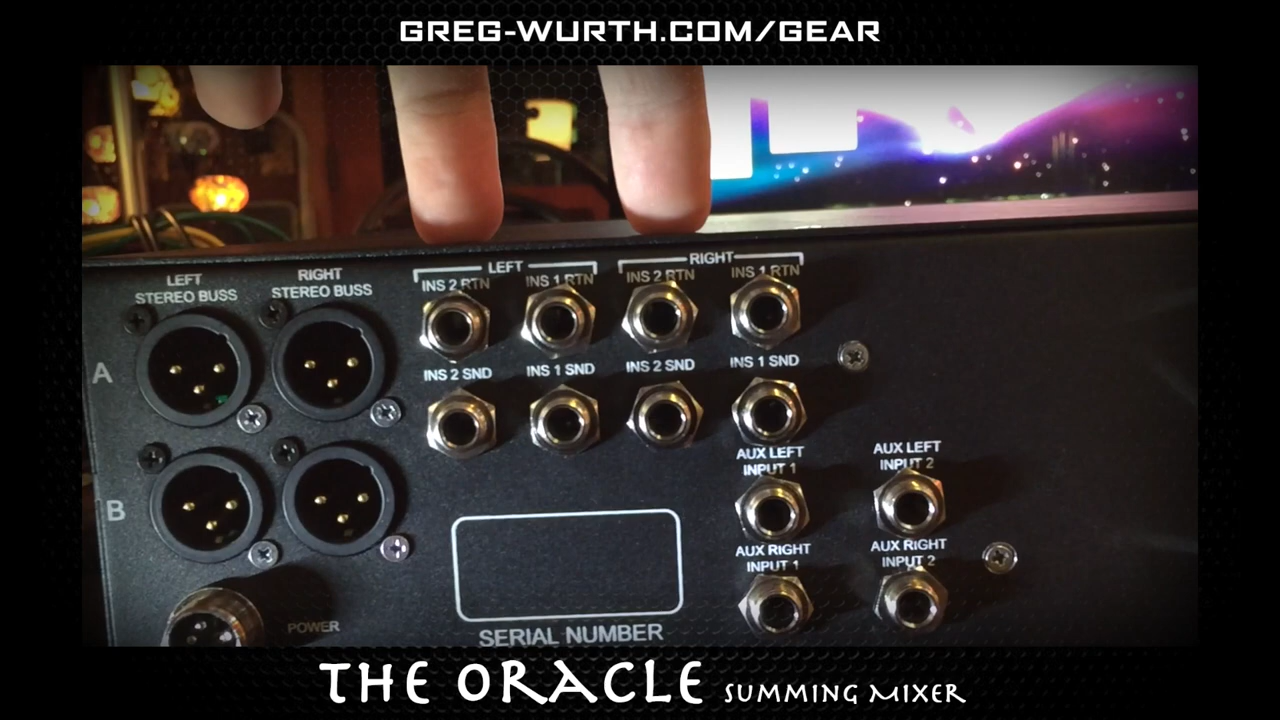 GREG-WURTH.COM/GEAR
LEFT
STEREO BUSS
RIGHT
STEREO BUSS
LEFT
RIGHT
INS 2 RTN
INS 1 RTN
INS 2 RTN
INS 1 RTN
A
INS 2 SND
INS 1 SND
INS 2 SND
INS 1 SND
AUX LEFT
INPUT 1
AUX LEFT
INPUT 2
B
AUX RIGHT
INPUT 1
AUX RIGHT
INPUT 2
POWER
SERIAL NUMBER
THE ORACLE SUMMING MIXER